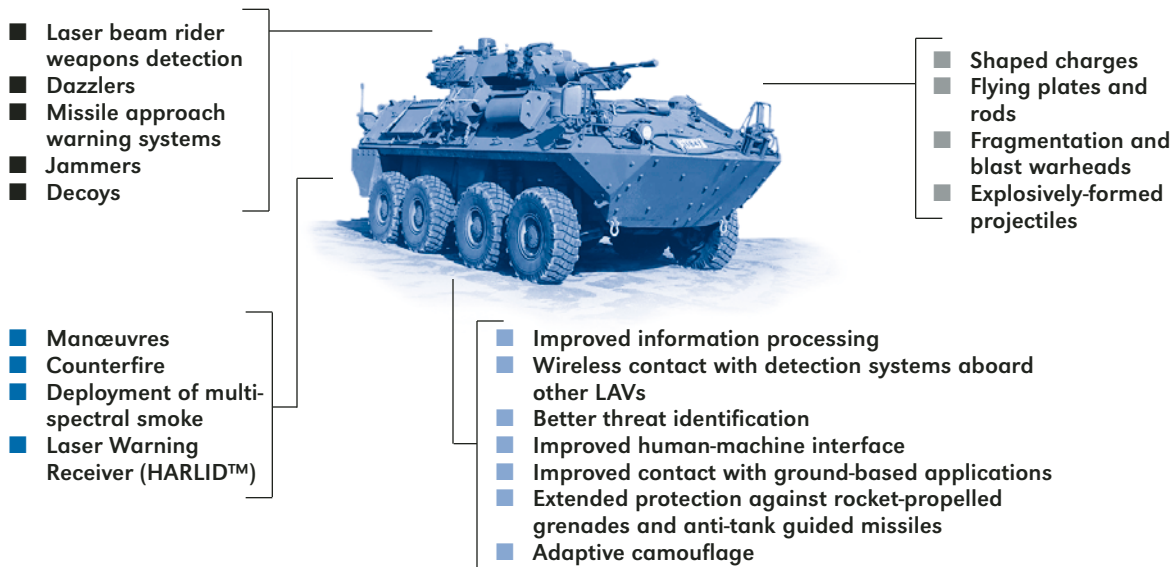 Laser beam rider
weapons detection
Dazzlers
Missile approach
warning systems
Jammers
Decoys
Shaped charges
Flying plates and
rods
Fragmentation and
blast warheads
Explosively-formed
projectiles
Manœuvres
Counterfire
Deployment of multi-
spectral smoke
Laser Warning
Receiver (HARLID™)
Improved information processing
Wireless contact with detection systems aboard
other LAVs
Better threat identification
Improved human-machine interface
Improved contact with ground-based applications
Extended protection against rocket-propelled
grenades and anti-tank guided missiles
Adaptive camouflage